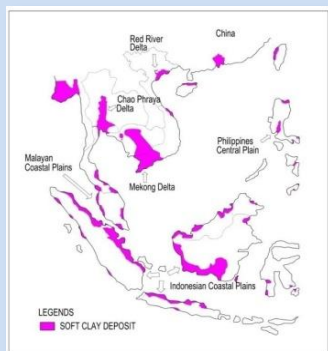 Red River
Delta
China
Chao Phraya
Delta
Philippines
Central Plain
Malayan
Coastal Plains
Mekong Delta
Indonesian Coastal Plains
LEGENDS
SOFT CLAY DEPOSIT